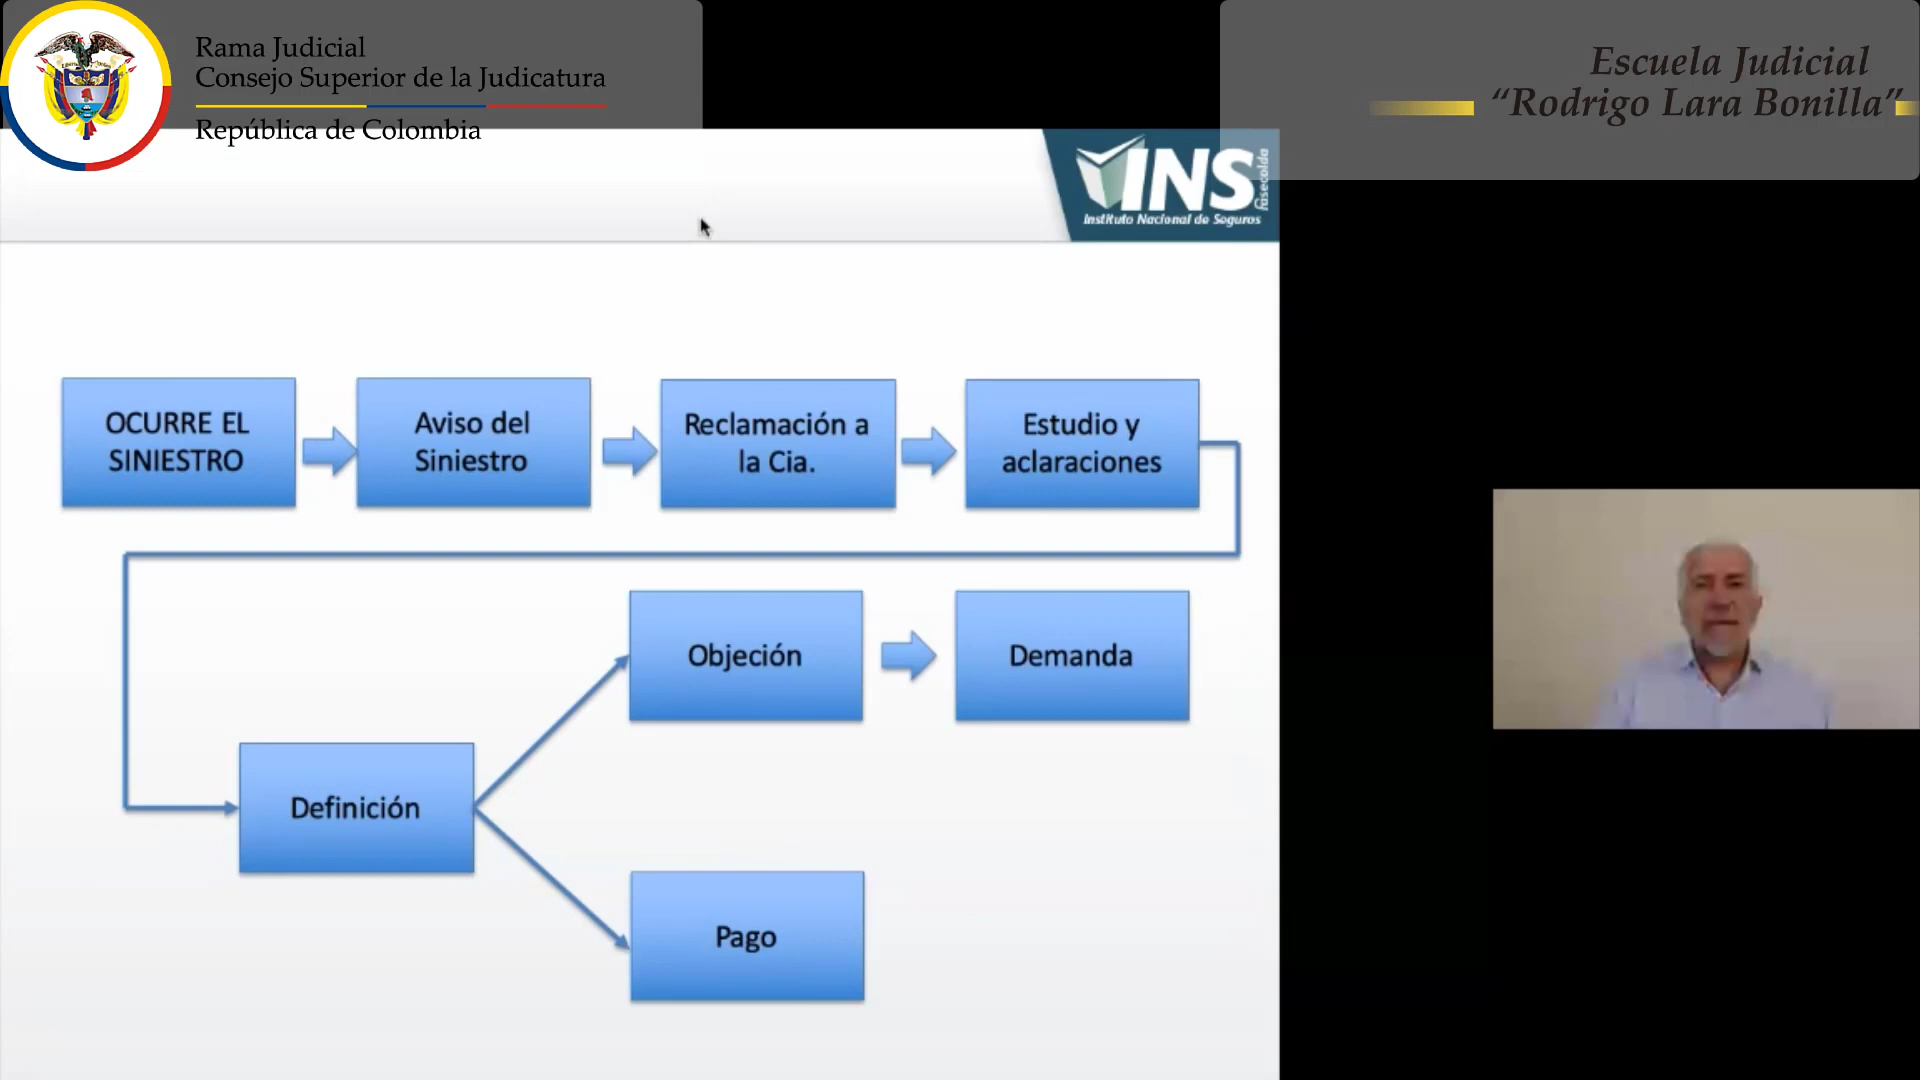 Rama Judicial
Consejo Superior de la Judicatura
República de Colombia
Escuela Judicial
“Rodrigo Lara Bonilla”
INS
fasecolda
Instituto Nacional de Seguros
OCURRE EL
SINIESTRO
Aviso del
Siniestro
Reclamación a
la Cia.
Estudio y
aclaraciones
Objeción
Demanda
Definición
Pago